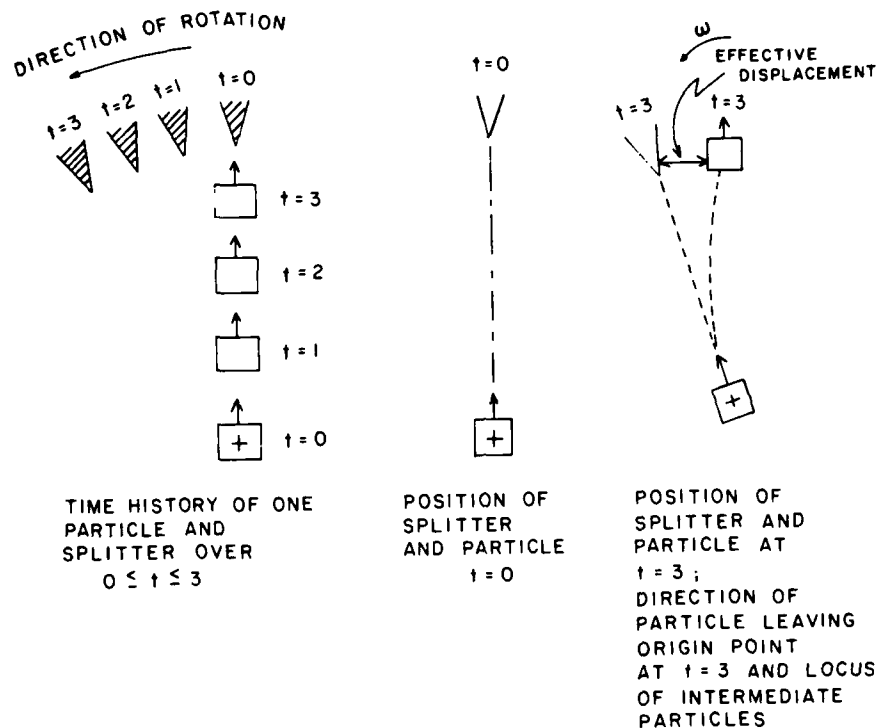 DIRECTION OF ROTATION
t=3
t=2
t=1
t=0
t=3
t=2
t=1
t=0
TIME HISTORY OF ONE
PARTICLE AND
SPLITTER OVER
0 ≤ t ≤ 3
t=0
POSITION OF
SPLITTER
AND PARTICLE
t=0
ω
EFFECTIVE
DISPLACEMENT
t=3
t=3
POSITION OF
SPLITTER AND
PARTICLE AT
t=3;
DIRECTION OF
PARTICLE LEAVING
ORIGIN POINT
AT t=3 AND LOCUS
OF INTERMEDIATE
PARTICLES